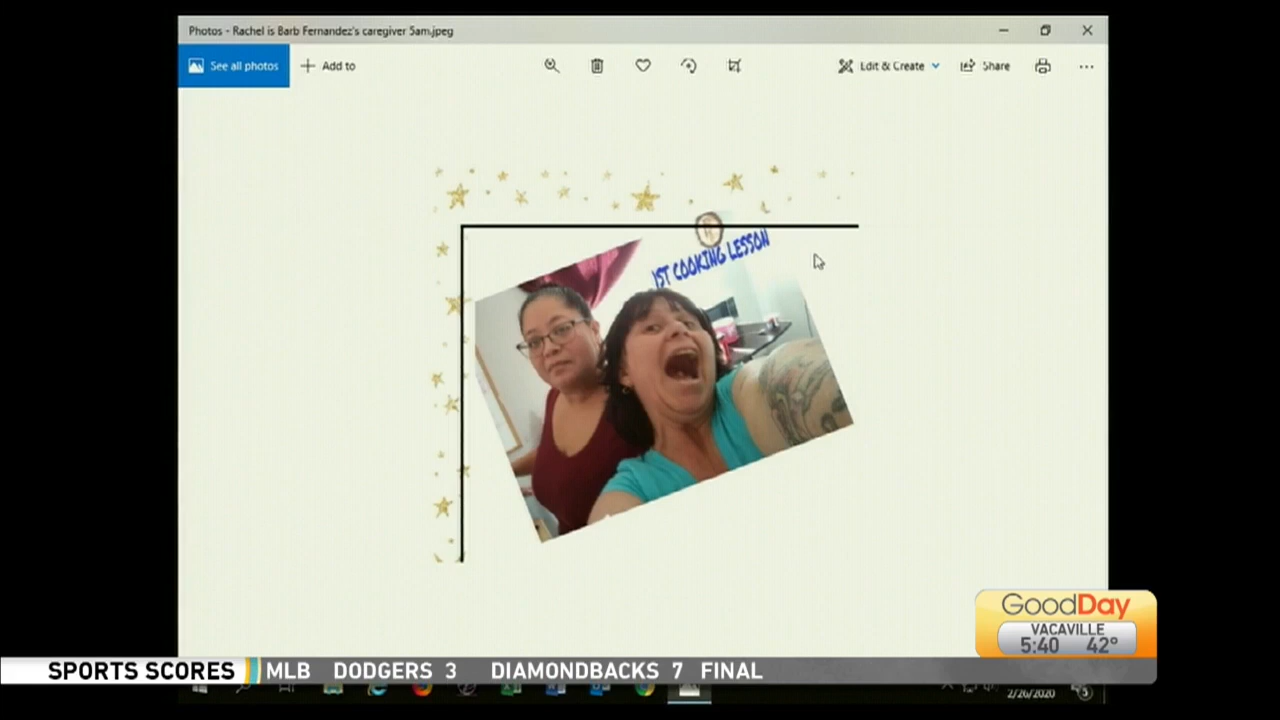 Photos - Rachel is Barb Fernandez's caregiver 5am.jpeg
See all photos
Add to
Edit & Create
Share
1ST COOKING LESSON
GoodDay
VACAVILLE
5:40 42°
SPORTS SCORES MLB DODGERS 3 DIAMONDBACKS 7 FINAL
2/26/2020